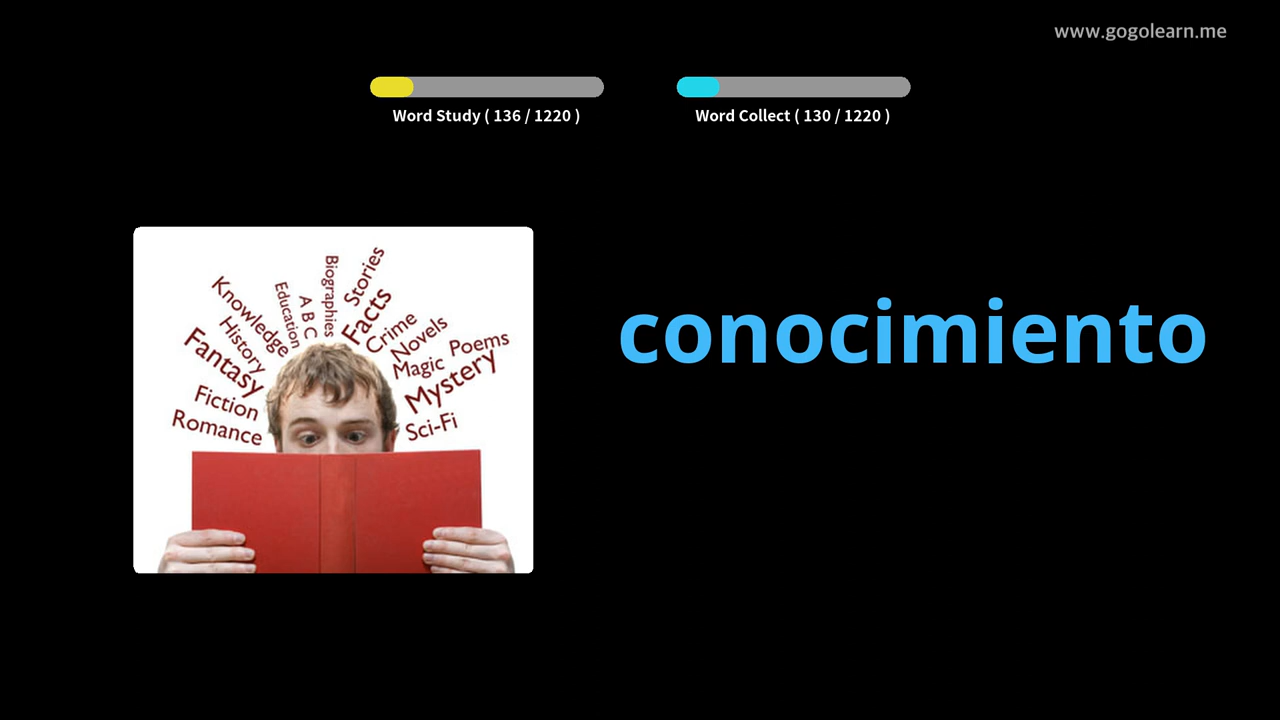 www.gogolearn.me
Word Study ( 136 / 1220 )
Word Collect ( 130 / 1220 )
Knowledge
Education
A B C
Biographies
Stories
Facts
Crime
Novels
Poems
History
Fantasy
Magic
Mystery
Fiction
Romance
Sci-Fi
conocimiento